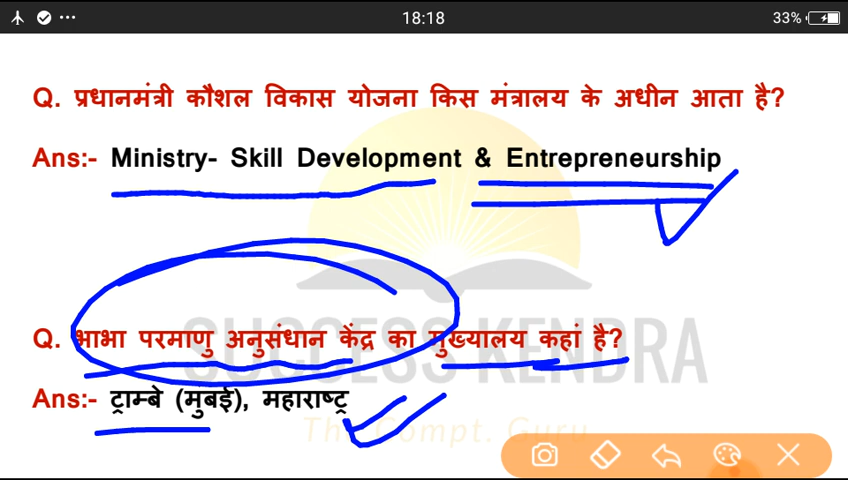 18:18
33%
Q. प्रधानमंत्री कौशल विकास योजना किस मंत्रालय के अधीन आता है?
Ans:- Ministry- Skill Development & Entrepreneurship
Q. भाभा परमाणु अनुसंधान केंद्र का मुख्यालय कहां है?
SUCCESS KENDRA
Ans:- ट्राम्बे (मुबई), महाराष्ट्र
The Compt. Guru